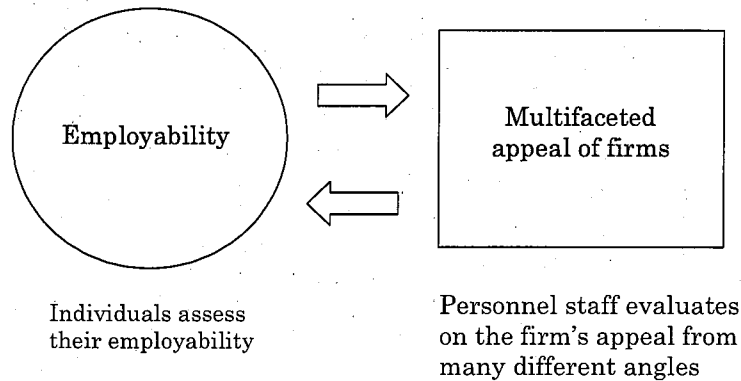 Employability
Multifaceted
appeal of firms
Individuals assess
their employability
Personnel staff evaluates
on the firm's appeal from
many different angles